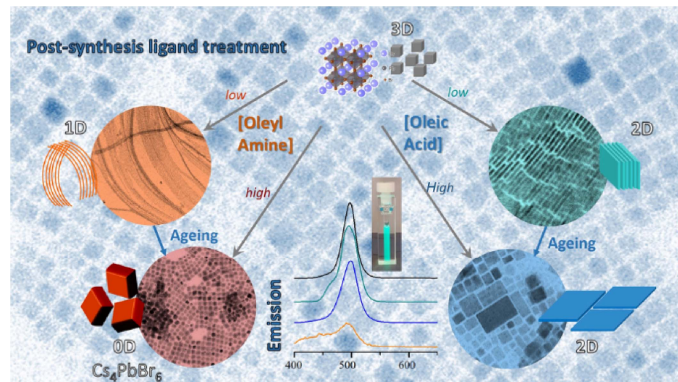 Post-synthesis ligand treatment
3D
low
low
1D
[Oleyl
Amine]
[Oleic
Acid]
2D
high
High
Ageing
Ageing
Emission
0D
Cs4PbBr6
2D
400
500
600